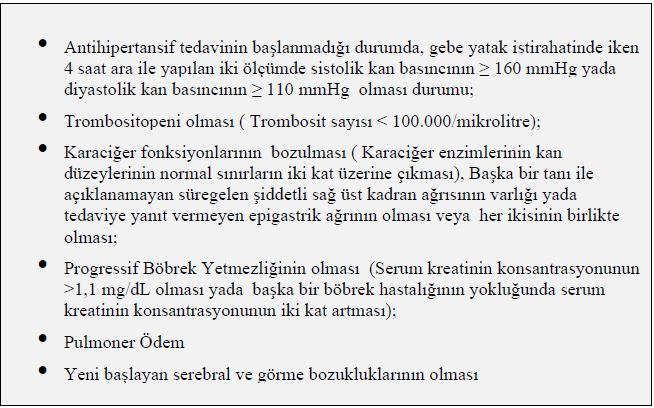 • Antihipertansif tedavinin başlanmadığı durumda, gebe yatak istirahatinde iken
4 saat ara ile yapılan iki ölçümde sistolik kan basıncının ≥ 160 mmHg yada
diyastolik kan basıncının ≥ 110 mmHg olması durumu;
• Trombositopeni olması ( Trombosit sayısı < 100.000/mikrolitre);
• Karaciğer fonksiyonlarının bozulması ( Karaciğer enzimlerinin kan
düzeylerinin normal sınırların iki kat üzerine çıkması), Başka bir tanı ile
açıklanamayan süregelen şiddetli sağ üst kadran ağrısının varlığı yada
tedaviye yanıt vermeyen epigastrik ağrının olması veya her ikisinin birlikte
olması;
• Progressif Böbrek Yetmezliğinin olması (Serum kreatinin konsantrasyonunun
>1,1 mg/dL olması yada başka bir böbrek hastalığının yokluğunda serum
kreatinin konsantrasyonunun iki kat artması);
• Pulmoner Ödem
• Yeni başlayan serebral ve görme bozukluklarının olması